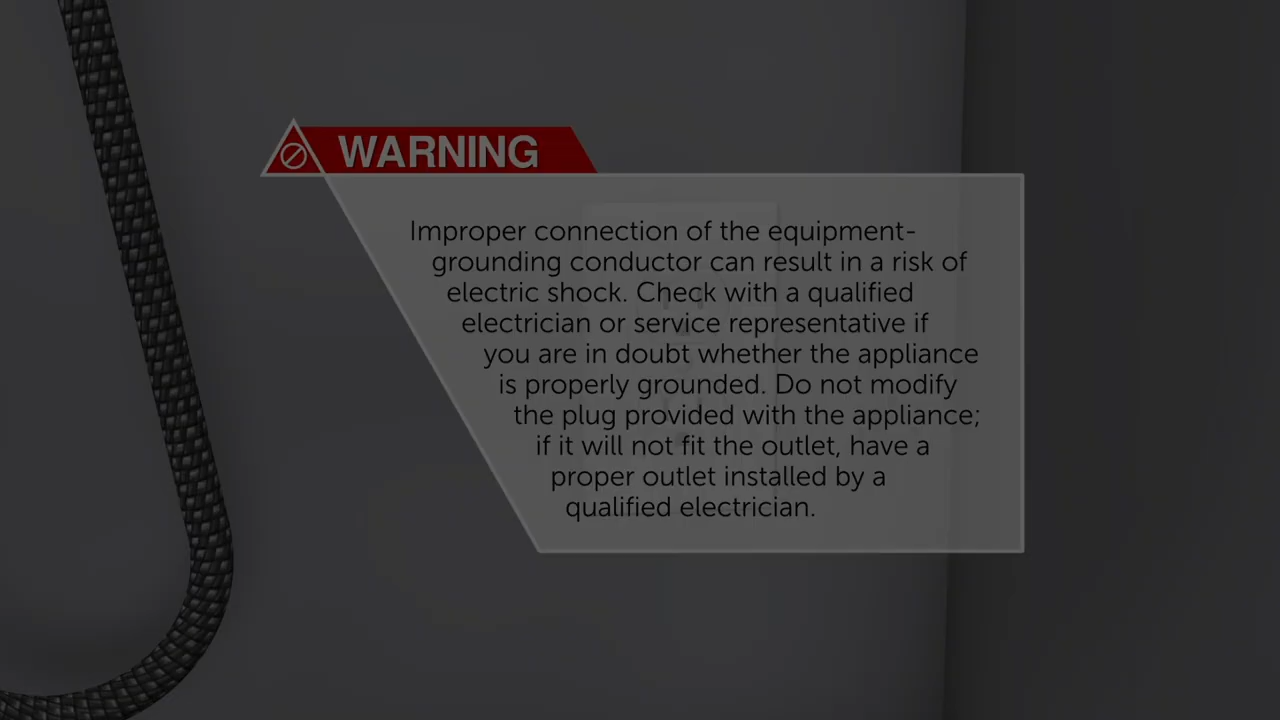 WARNING
Improper connection of the equipment-
grounding conductor can result in a risk of
electric shock. Check with a qualified
electrician or service representative if
you are in doubt whether the appliance
is properly grounded. Do not modify
the plug provided with the appliance;
if it will not fit the outlet, have a
proper outlet installed by a
qualified electrician.